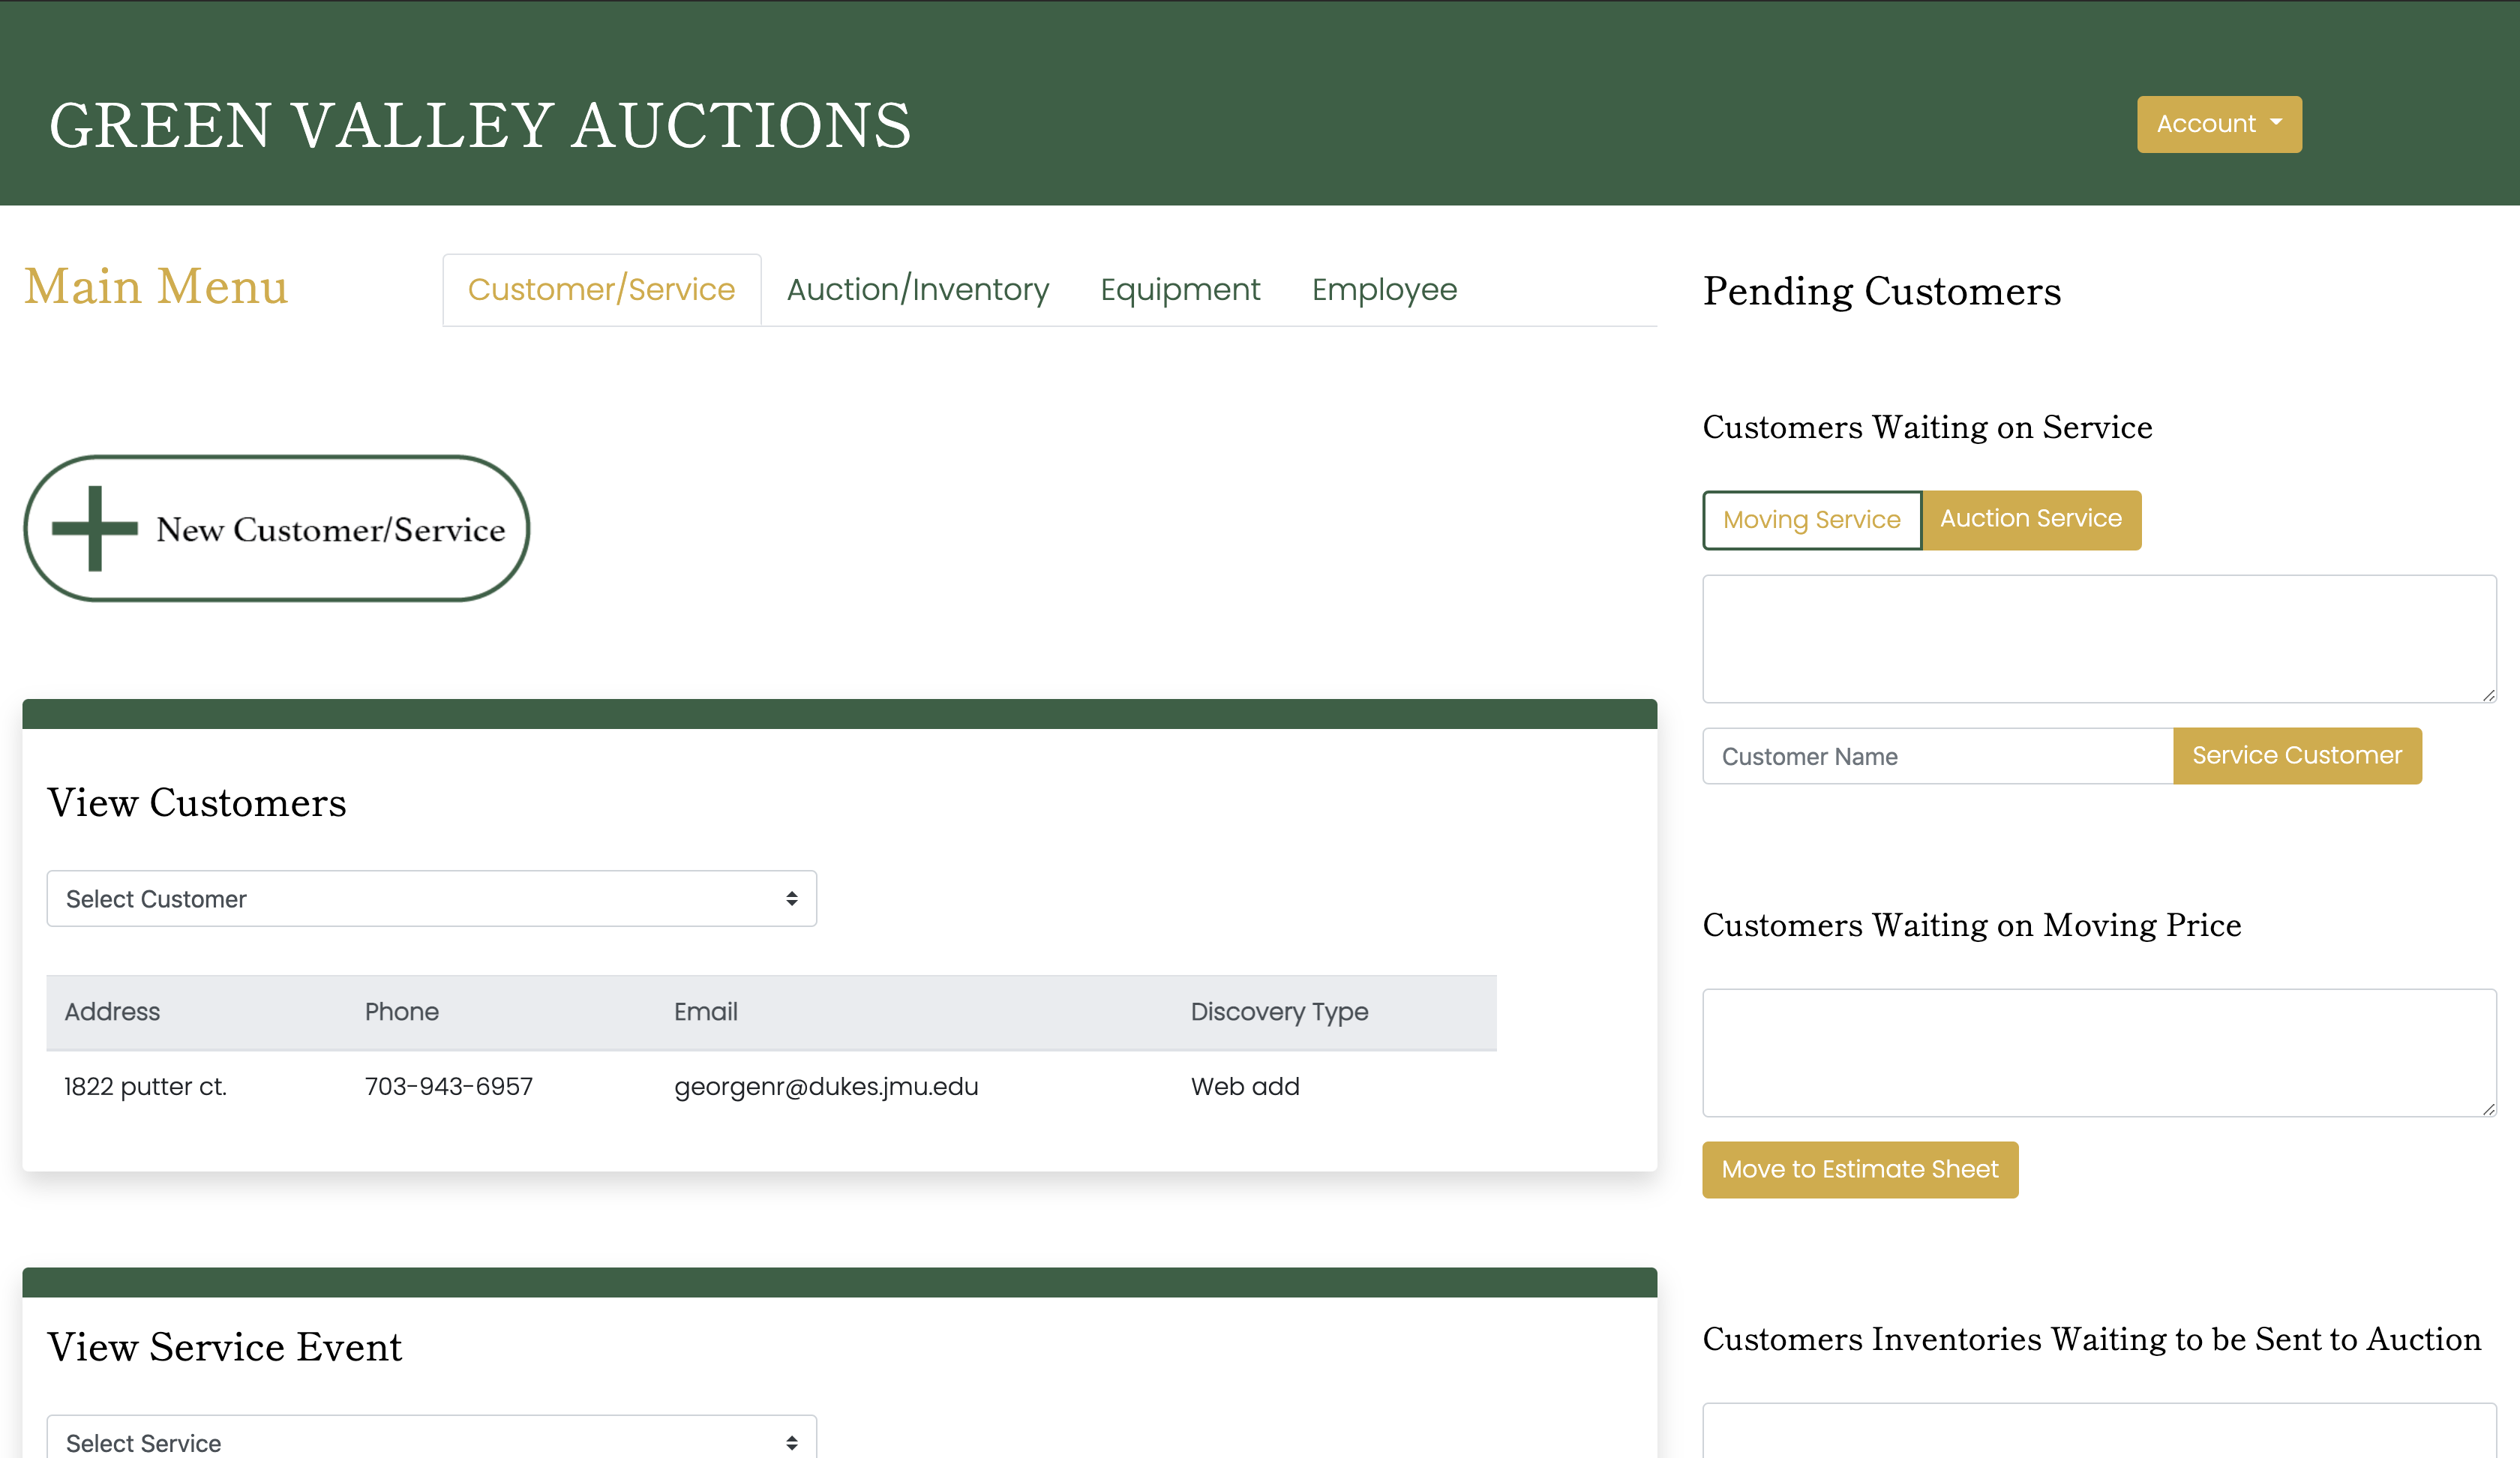 GREEN VALLEY AUCTIONS
Account
Main Menu
Customer/Service
Auction/Inventory
Equipment
Employee
New Customer/Service
View Customers
Select Customer
Address Phone Email Discovery Type
1822 putter ct. 703-943-6957 georgenr@dukes.jmu.edu Web add
View Service Event
Select Service
Pending Customers
Customers Waiting on Service
Moving Service
Auction Service
Customer Name
Service Customer
Customers Waiting on Moving Price
Move to Estimate Sheet
Customers Inventories Waiting to be Sent to Auction